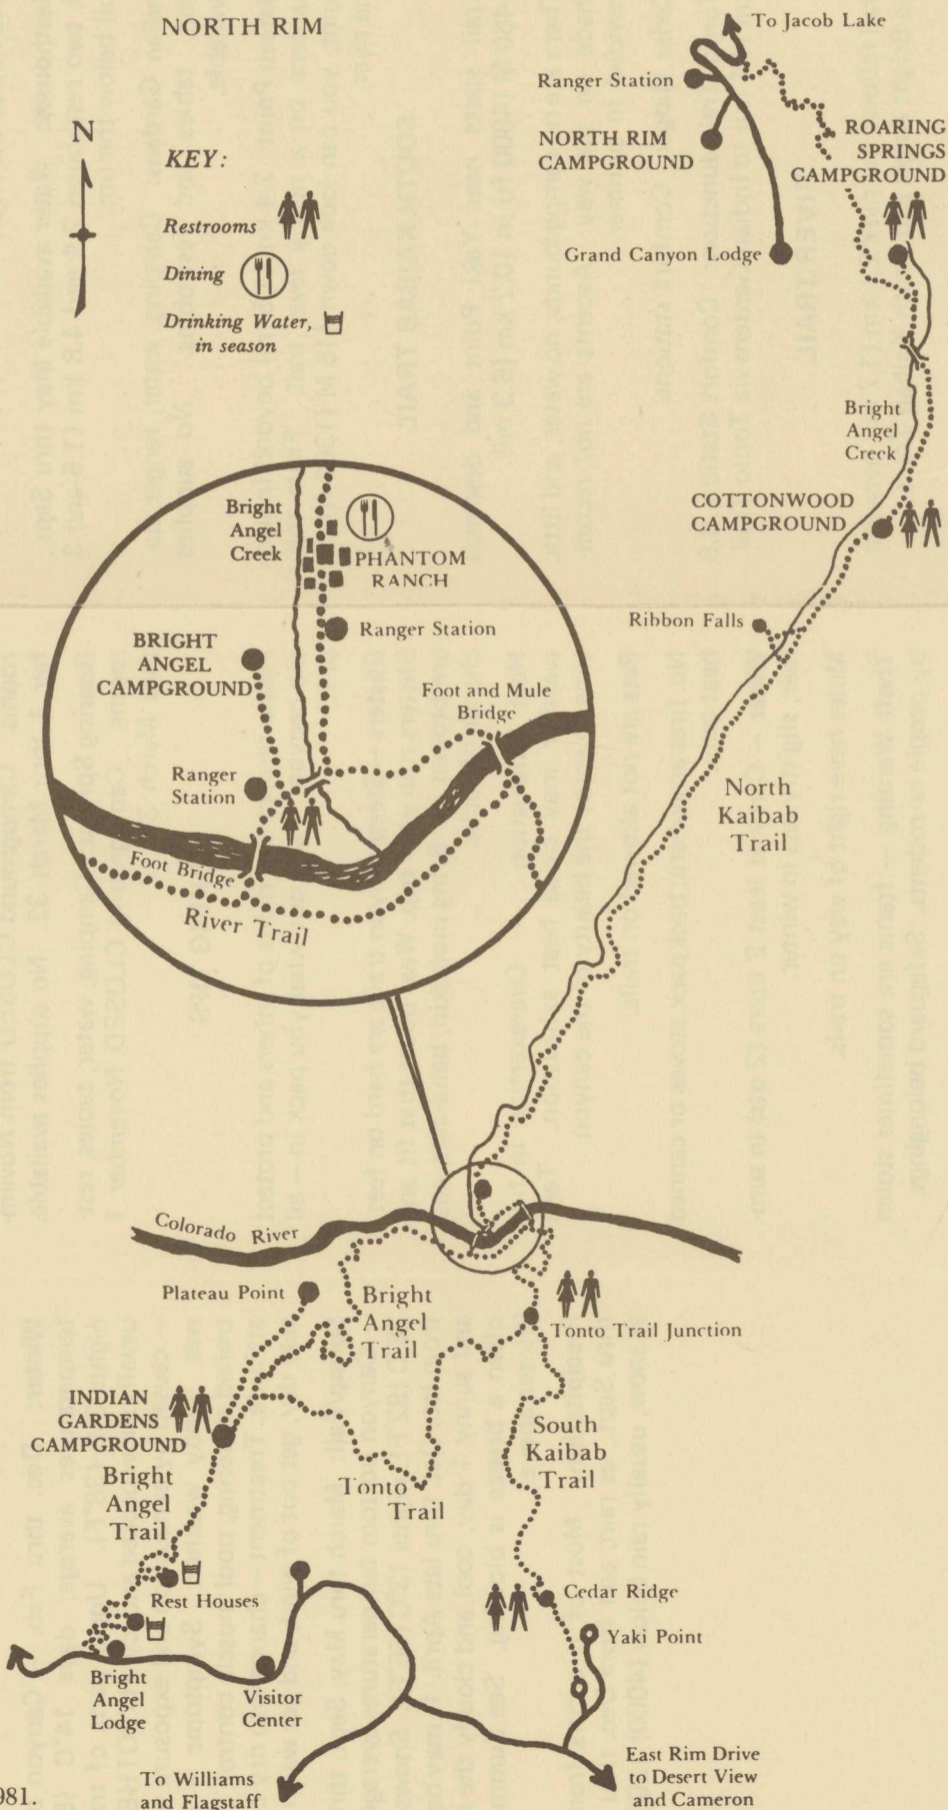 NORTH RIM
To Jacob Lake
Ranger Station
NORTH RIM
CAMPGROUND
ROARING
SPRINGS
CAMPGROUND
N
KEY:
Restrooms
Dining
Drinking Water,
in season
Grand Canyon Lodge
Bright
Angel
Creek
COTTONWOOD
CAMPGROUND
Ribbon Falls
North
Kaibab
Trail
Bright
Angel
Creek
PHANTOM
RANCH
Ranger Station
BRIGHT
ANGEL
CAMPGROUND
Foot and Mule
Bridge
Ranger
Station
Foot Bridge
River Trail
Colorado River
Plateau Point
Bright
Angel
Trail
Tonto Trail Junction
INDIAN
GARDENS
CAMPGROUND
Bright
Angel
Trail
Tonto
Trail
South
Kaibab
Trail
Rest Houses
Cedar Ridge
Yaki Point
Bright
Angel
Lodge
Visitor
Center
To Williams
and Flagstaff
East Rim Drive
to Desert View
and Cameron
981.